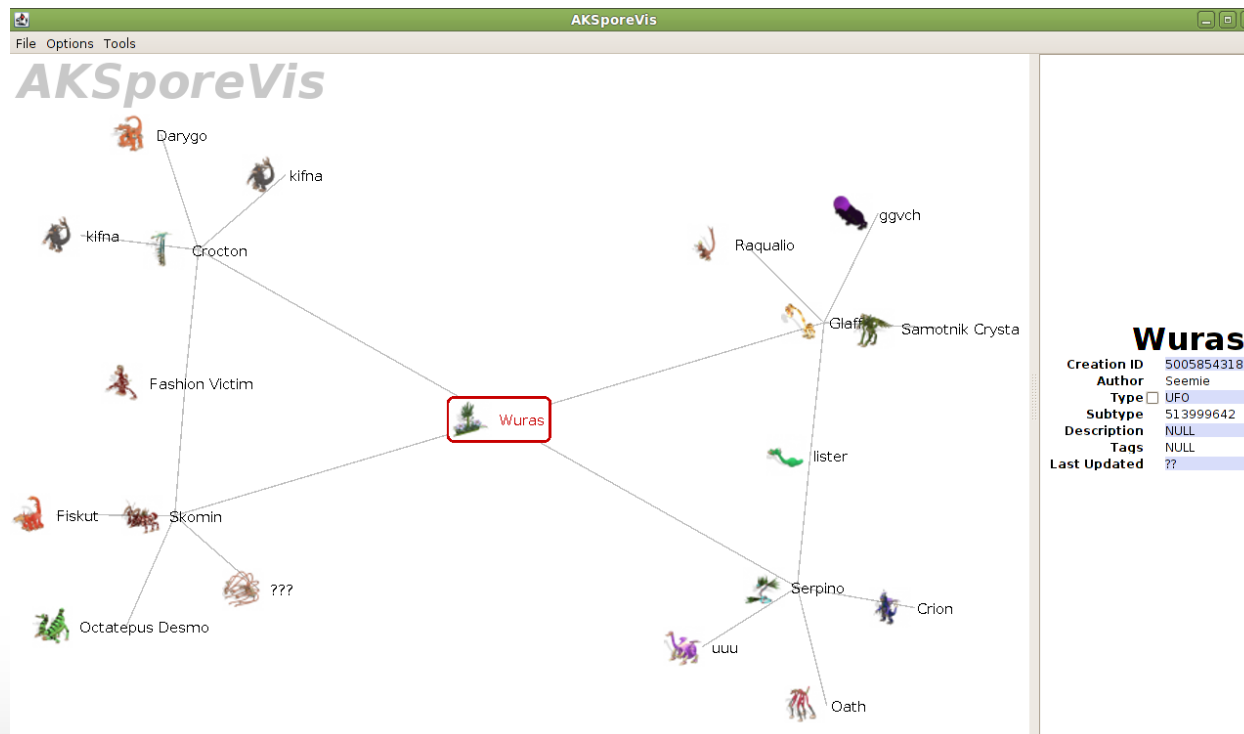 AKSporeVis
File Options Tools
AKSporeVis
Darygo
kifna
kifna
Crocton
ggvch
Raqualio
Samotnik Crysta
Fashion Victim
Wuras
lister
Fiskut
Skomin
???
Octatepus Desmo
Serpino
Crion
uuu
Oath
Wuras
Creation ID 5005854318
Author Seemie
Type UFO
Subtype 513999642
Description NULL
Tags NULL
Last Updated ??